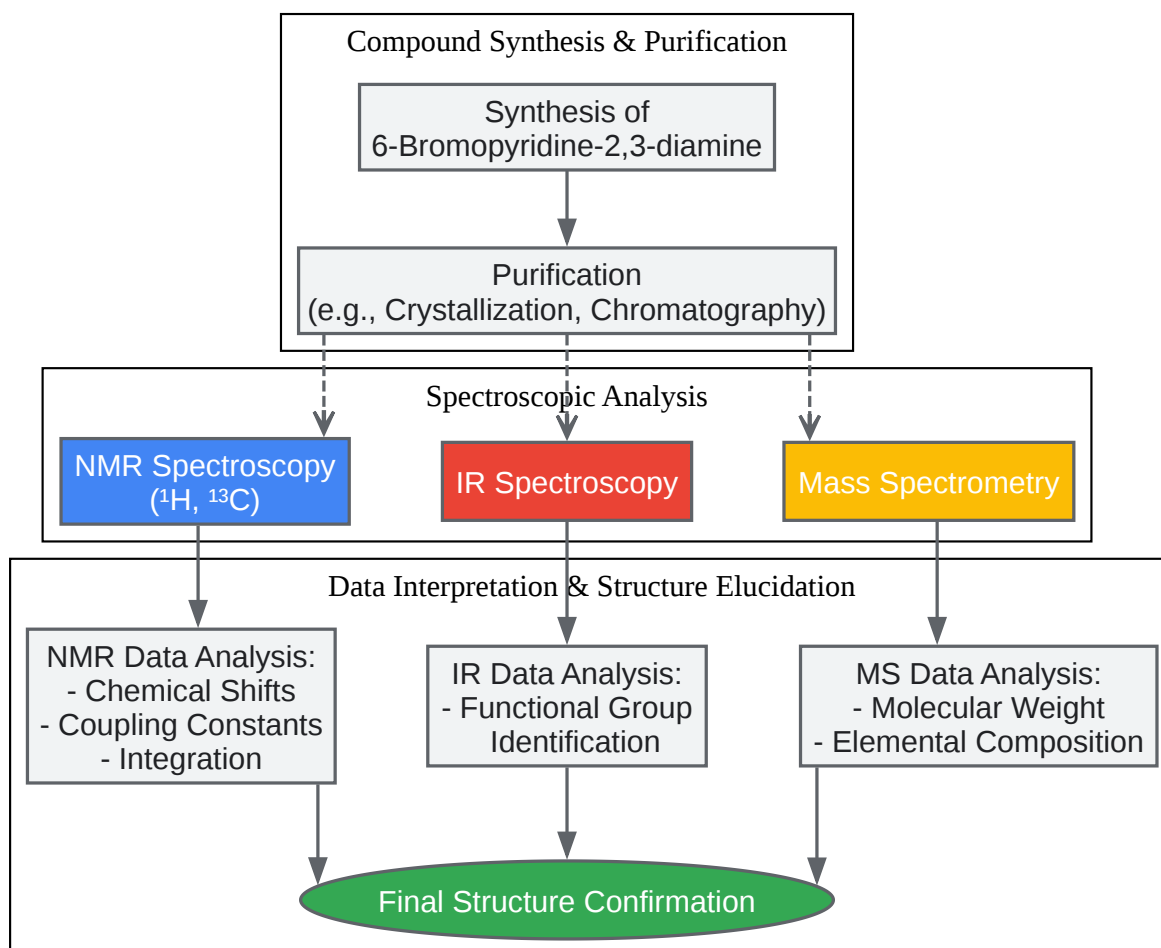 Compound Synthesis & Purification
Synthesis of
6-Bromopyridine-2,3-diamine
Purification
(e.g., Crystallization, Chromatography)
Spectroscopic Analysis
NMR Spectroscopy
(¹H, ¹³C)
IR Spectroscopy
Mass Spectrometry
Data Interpretation & Structure Elucidation
NMR Data Analysis:
- Chemical Shifts
- Coupling Constants
- Integration
IR Data Analysis:
- Functional Group
Identification
MS Data Analysis:
- Molecular Weight
- Elemental Composition
Final Structure Confirmation